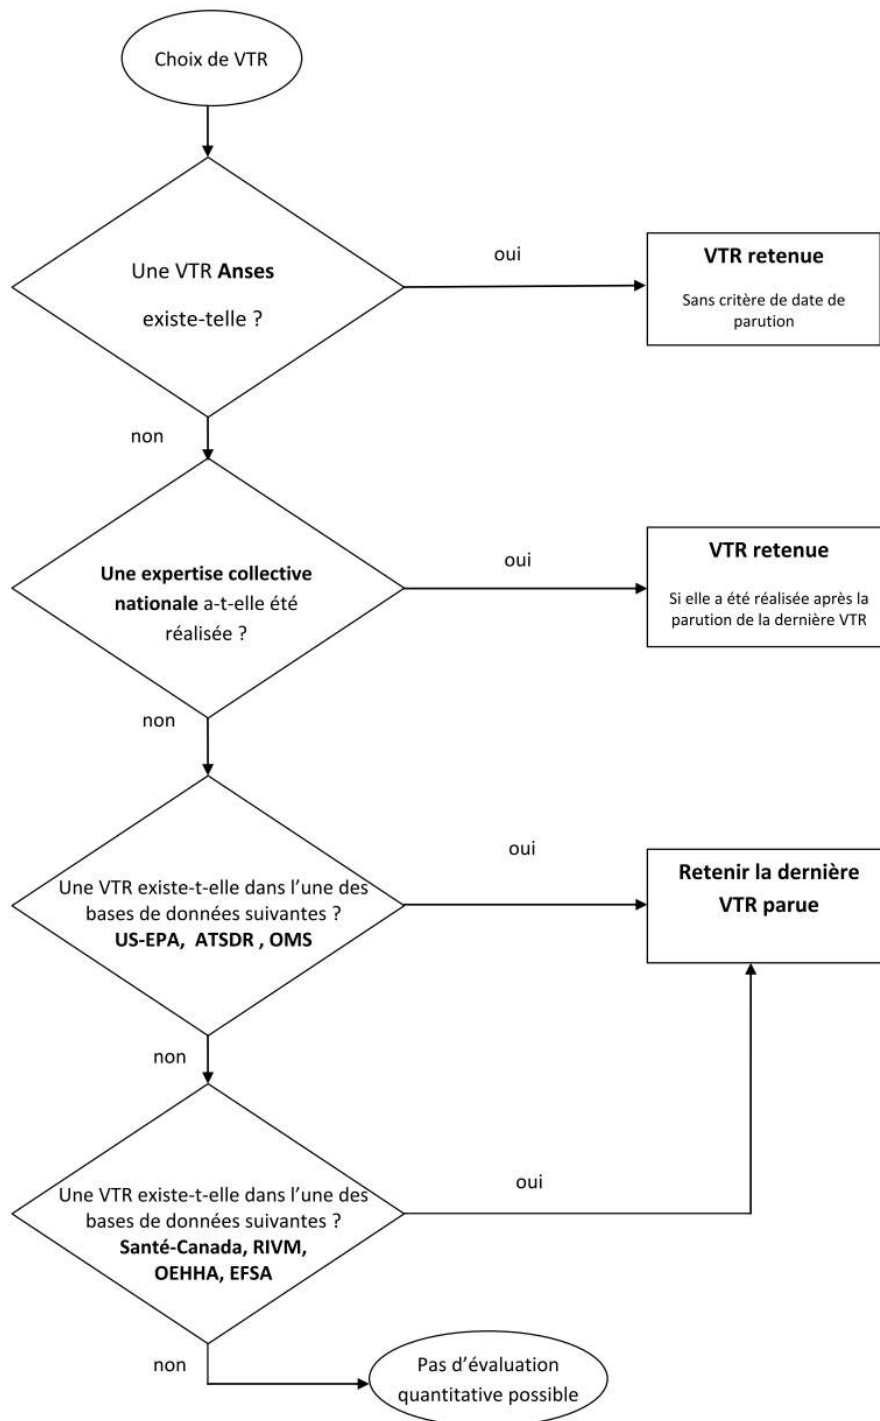 Choix de VTR
Une VTR Anses
existe-telle ?
oui
VTR retenue
Sans critère de date de
parution
non
Une expertise collective
nationale a-t-elle été
réalisée ?
oui
VTR retenue
Si elle a été réalisée après la
parution de la dernière VTR
non
Une VTR existe-t-elle dans l’une des
bases de données suivantes ?
US-EPA, ATSDR , OMS
oui
Retenir la dernière
VTR parue
non
Une VTR existe-t-elle dans l’une des
bases de données suivantes ?
Santé-Canada, RIVM,
OEHHA, EFSA
oui
non
Pas d’évaluation
quantitative possible